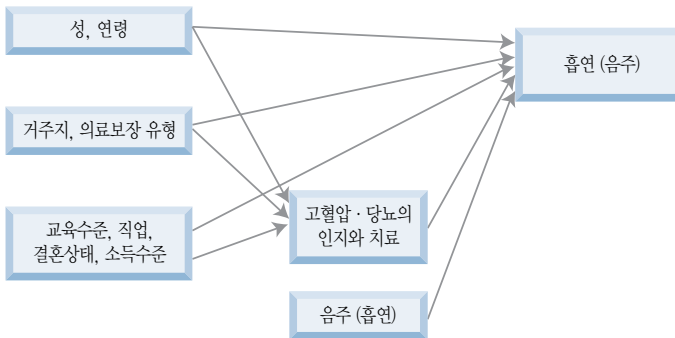 성, 연령
흡연 (음주)
거주지, 의료보장 유형
교육수준, 직업,
결혼상태, 소득수준
고혈압 · 당뇨의
인지와 치료
음주 (흡연)